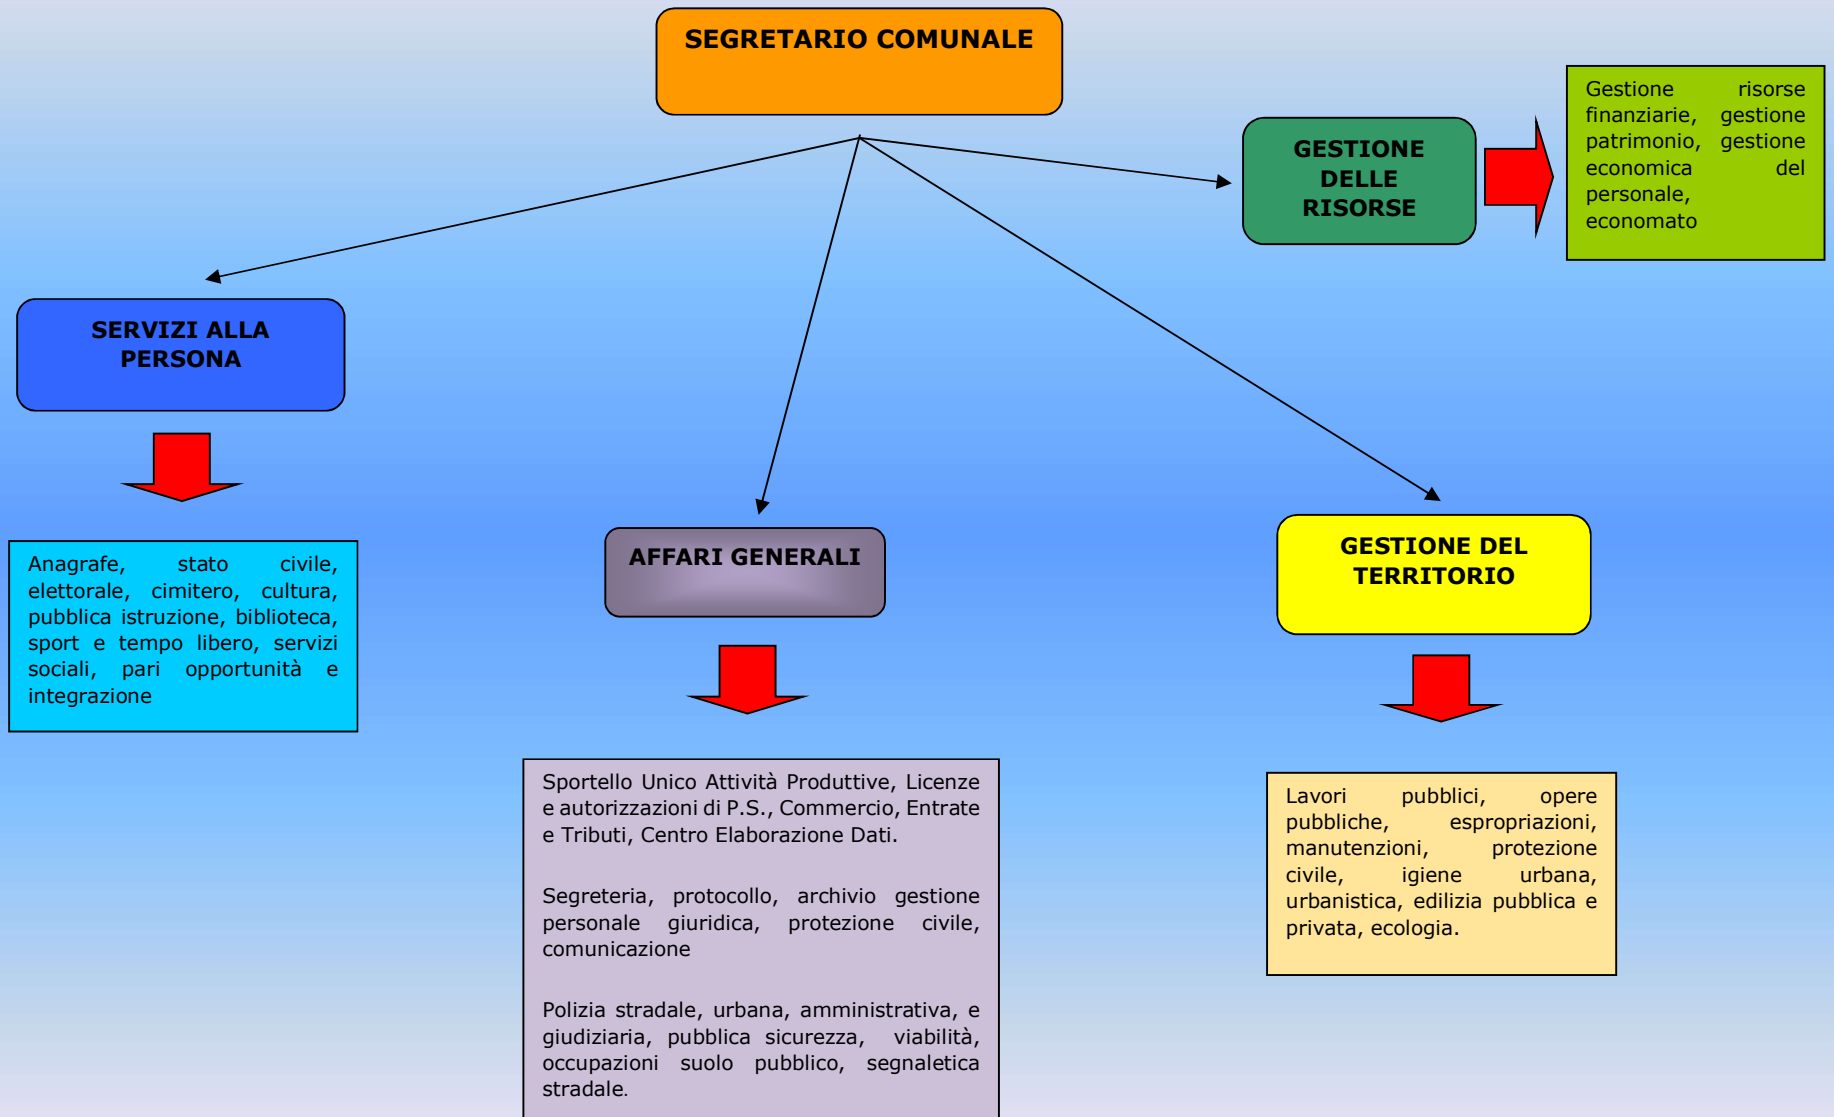 SEGRETARIO COMUNALE
Gestione risorse
finanziarie, gestione
patrimonio, gestione
economica del
personale,
economato
GESTIONE
DELLE
RISORSE
SERVIZI ALLA
PERSONA
Anagrafe, stato civile,
elettorale, cimitero, cultura,
pubblica istruzione, biblioteca,
sport e tempo libero, servizi
sociali, pari opportunità e
integrazione
AFFARI GENERALI
GESTIONE DEL
TERRITORIO
Sportello Unico Attività Produttive, Licenze
e autorizzazioni di P.S., Commercio, Entrate
e Tributi, Centro Elaborazione Dati.
Segreteria, protocollo, archivio gestione
personale giuridica, protezione civile,
comunicazione
Polizia stradale, urbana, amministrativa, e
giudiziaria, pubblica sicurezza, viabilità,
occupazioni suolo pubblico, segnaletica
stradale.
Lavori pubblici, opere
pubbliche, espropriazioni,
manutenzioni, protezione
civile, igiene urbana,
urbanistica, edilizia pubblica e
privata, ecologia.